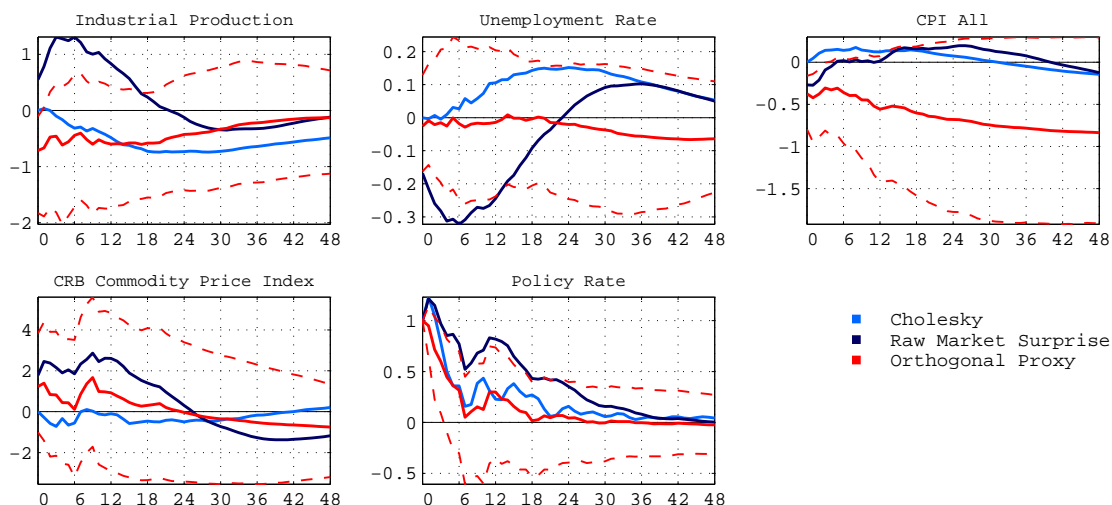 Industrial Production
1
0
−1
−2
0 6 12 18 24 30 36 42 48
Unemployment Rate
0.2
0.1
0
−0.1
−0.2
−0.3
0 6 12 18 24 30 36 42 48
CPI All
0
−0.5
−1
−1.5
0 6 12 18 24 30 36 42 48
CRB Commodity Price Index
4
2
0
−2
0 6 12 18 24 30 36 42 48
Policy Rate
1
0.5
0
−0.5
0 6 12 18 24 30 36 42 48
Cholesky
Raw Market Surprise
Orthogonal Proxy